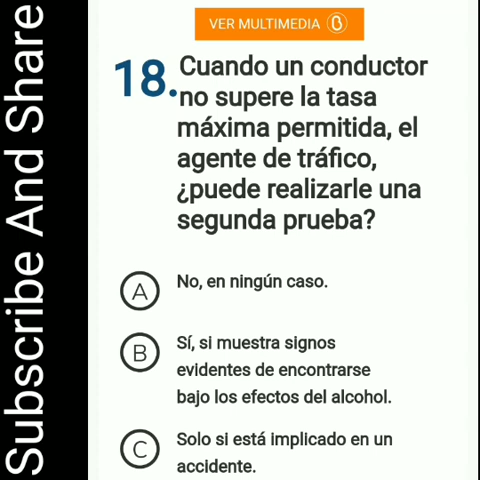 Subscribe And Share
VER MULTIMEDIA
18. Cuando un conductor
no supere la tasa
máxima permitida, el
agente de tráfico,
¿puede realizarle una
segunda prueba?
A No, en ningún caso.
B Sí, si muestra signos
evidentes de encontrarse
bajo los efectos del alcohol.
C Solo si está implicado en un
accidente.